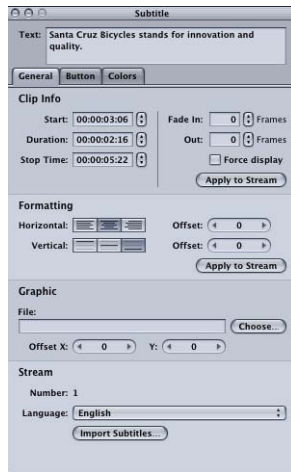 Subtitle
Text: Santa Cruz Bicycles stands for innovation and
quality.
General Button Colors
Clip Info
Start: 00:00:03:06 Fade In: 0 Frames
Duration: 00:00:02:16 Out: 0 Frames
Stop Time: 00:00:05:22 Force display
Apply to Stream
Formatting
Horizontal: Offset: 0
Vertical: Offset: 0
Apply to Stream
Graphic
File:
Choose...
Offset X: 0 Y: 0
Stream
Number: 1
Language: English
Import Subtitles...